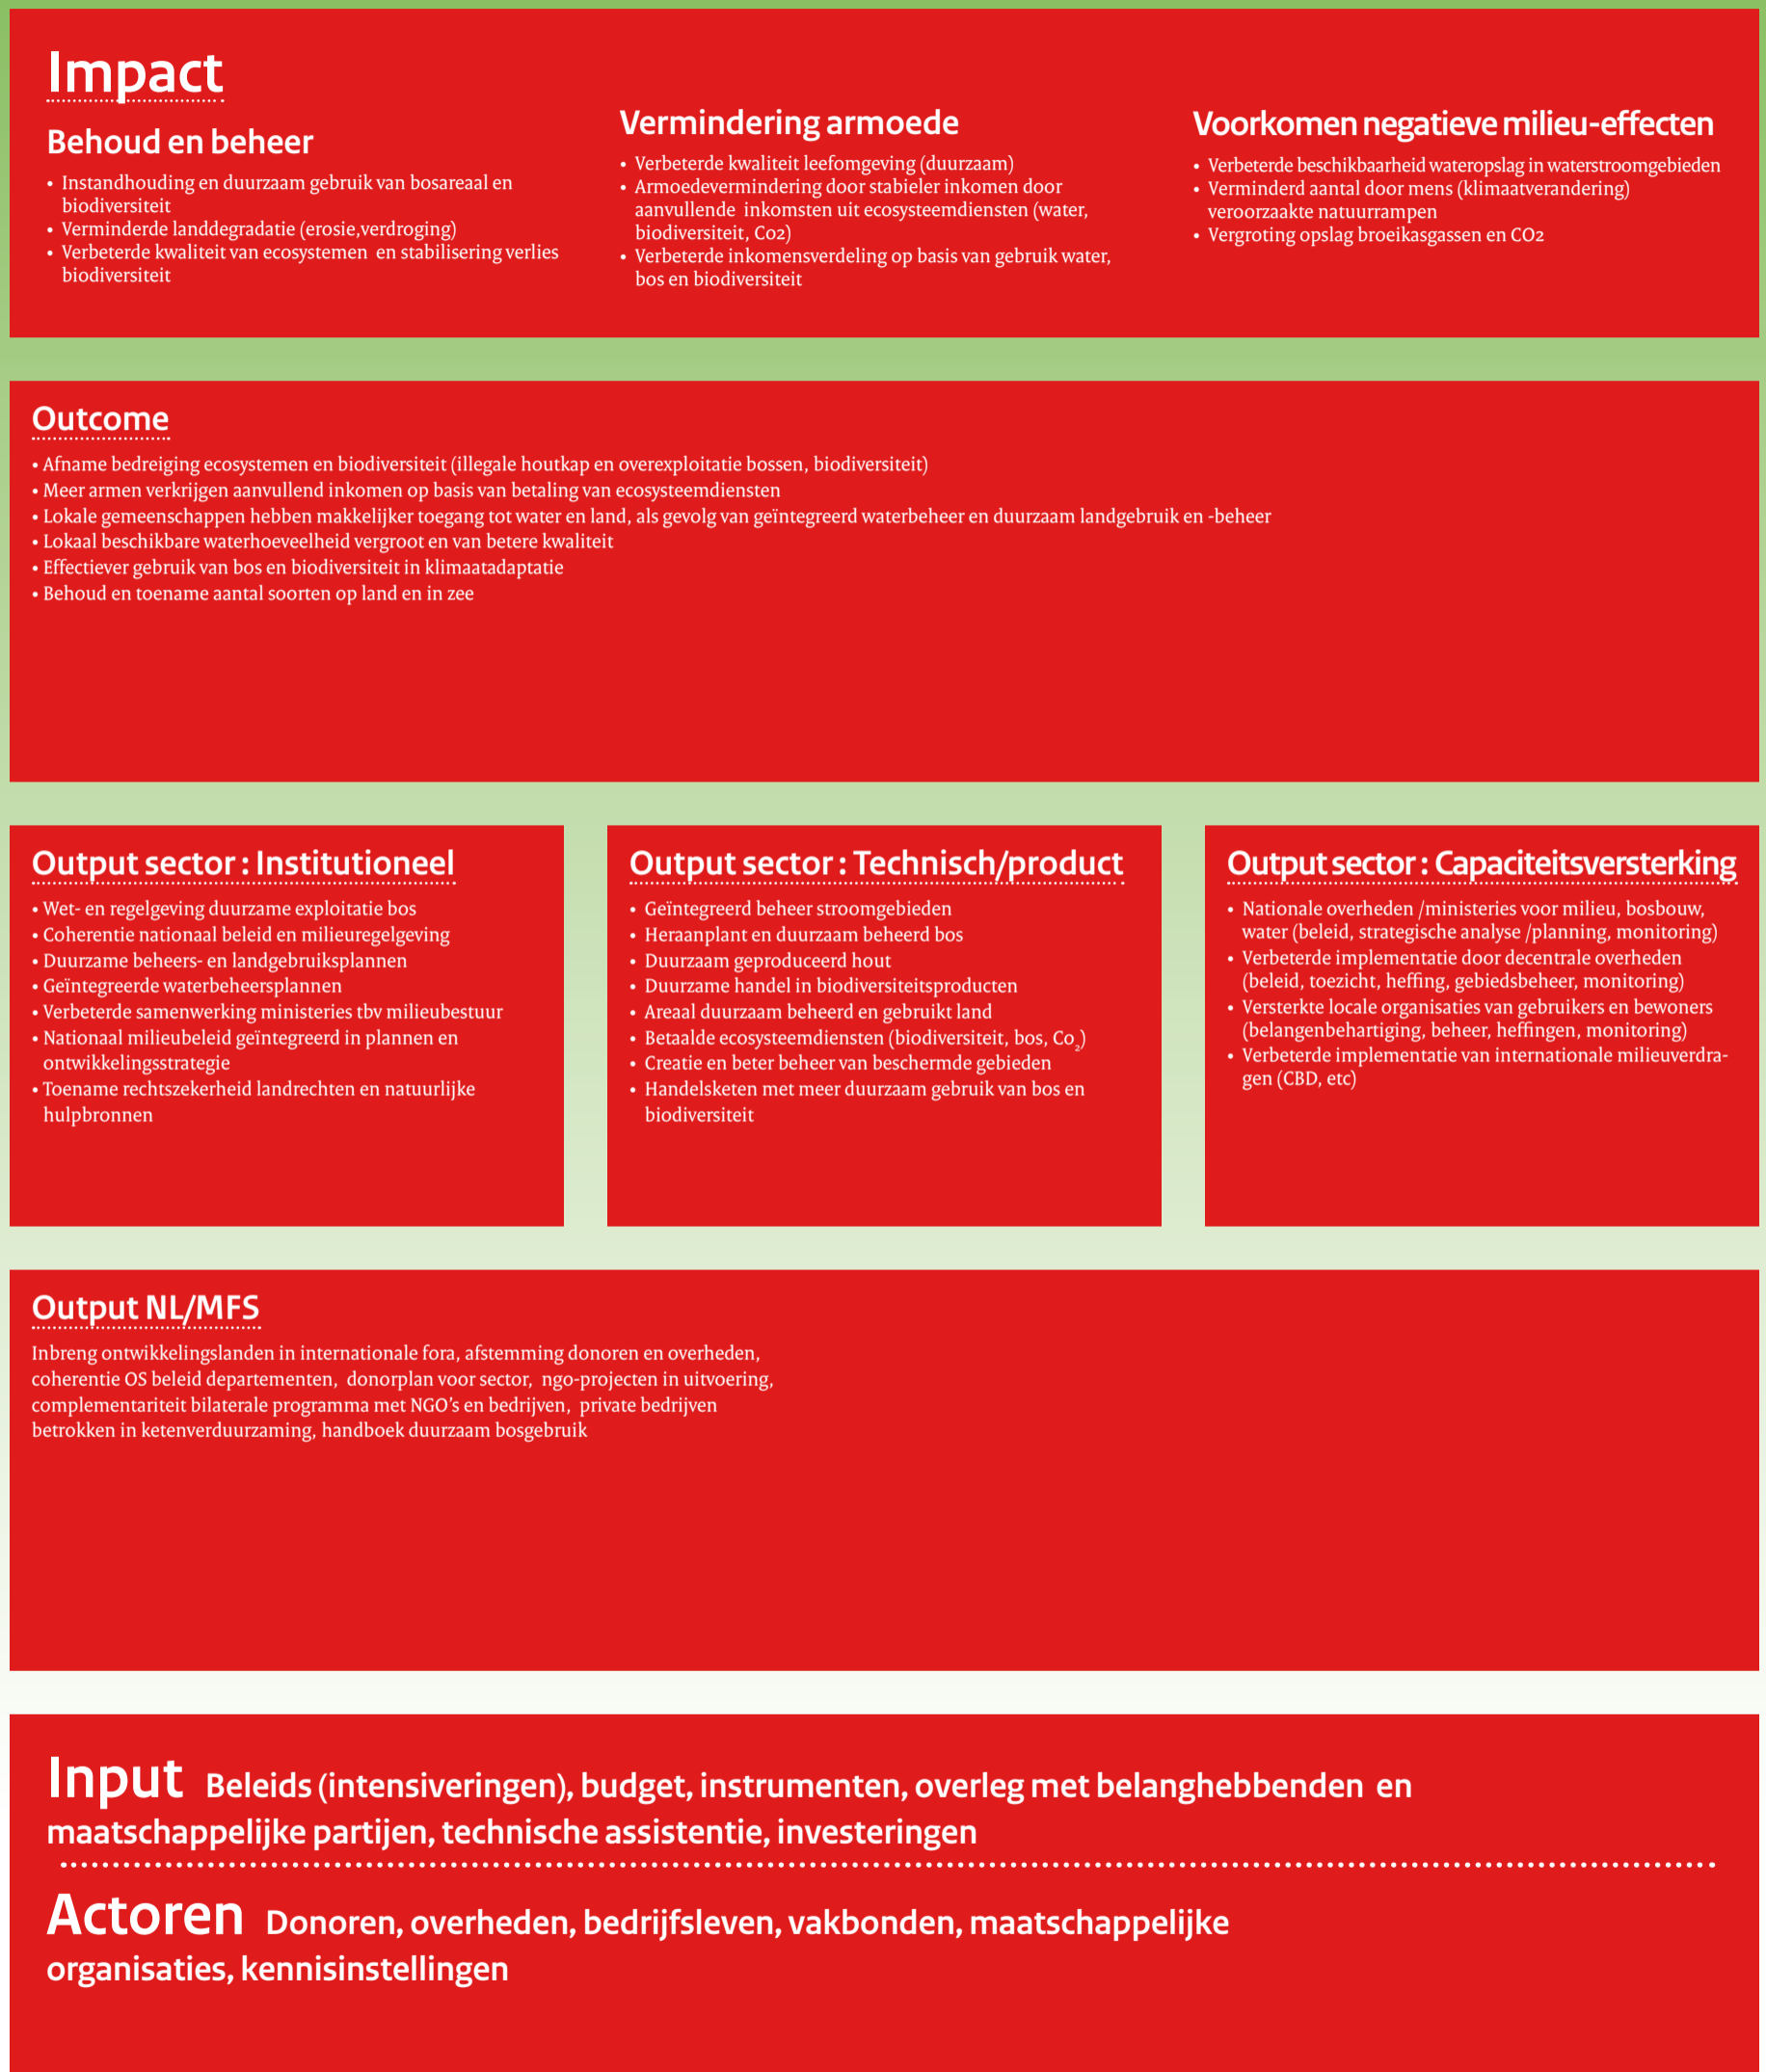 Impact
Behoud en beheer
• Instandhouding en duurzaam gebruik van bosareaal en
biodiversiteit
• Verminderde landdegradatie (erosie,verdroging)
• Verbeterde kwaliteit van ecosystemen en stabilisering verlies
biodiversiteit
Vermindering armoede
• Verbeterde kwaliteit leefomgeving (duurzaam)
• Armoedevermindering door stabieler inkomen door
aanvullende inkomsten uit ecosysteemdiensten (water,
biodiversiteit, Co2)
• Verbeterde inkomensverdeling op basis van gebruik water,
bos en biodiversiteit
Voorkomen negatieve milieu-effecten
• Verbeterde beschikbaarheid wateropslag in waterstroomgebieden
• Verminderd aantal door mens (klimaatverandering)
veroorzaakte natuurrampen
• Vergroting opslag broeikasgassen en CO2
Outcome
• Afname bedreiging ecosystemen en biodiversiteit (illegale houtkap en overexploitatie bossen, biodiversiteit)
• Meer armen verkrijgen aanvullend inkomen op basis van betaling van ecosysteemdiensten
• Lokale gemeenschappen hebben makkelijker toegang tot water en land, als gevolg van geïntegreerd waterbeheer en duurzaam landgebruik en -beheer
• Lokaal beschikbare waterhoeveelheid vergroot en van betere kwaliteit
• Effectiever gebruik van bos en biodiversiteit in klimaatadaptatie
• Behoud en toename aantal soorten op land en in zee
Output sector : Institutioneel
• Wet- en regelgeving duurzame exploitatie bos
• Coherentie nationaal beleid en milieuregelgeving
• Duurzame beheers- en landgebruiksplannen
• Geïntegreerde waterbeheersplannen
• Verbeterde samenwerking ministeries tbv milieubestuur
• Nationaal milieubeleid geïntegreerd in plannen en
ontwikkelingsstrategie
• Toename rechtszekerheid landrechten en natuurlijke
hulpbronnen
Output sector : Technisch/product
• Geïntegreerd beheer stroomgebieden
• Heraanplant en duurzaam beheerd bos
• Duurzaam geproduceerd hout
• Duurzame handel in biodiversiteitsproducten
• Areaal duurzaam beheerd en gebruikt land
• Betaalde ecosysteemdiensten (biodiversiteit, bos, Co₂)
• Creatie en beter beheer van beschermde gebieden
• Handelsketen met meer duurzaam gebruik van bos en
biodiversiteit
Output sector : Capaciteitsversterking
• Nationale overheden /ministeries voor milieu, bosbouw,
water (beleid, strategische analyse /planning, monitoring)
• Verbeterde implementatie door decentrale overheden
(beleid, toezicht, heffing, gebiedsbeheer, monitoring)
• Versterkte locale organisaties van gebruikers en bewoners
(belangenbehartiging, beheer, heffingen, monitoring)
• Verbeterde implementatie van internationale milieuverdra-
gen (CBD, etc)
Output NL/MFS
Inbreng ontwikkelingslanden in internationale fora, afstemming donoren en overheden,
coherentie OS beleid departementen, donorplan voor sector, ngo-projecten in uitvoering,
complementariteit bilaterale programma met NGO’s en bedrijven, private bedrijven
betrokken in ketenverduurzaming, handboek duurzaam bosgebruik
Input Beleids (intensiveringen), budget, instrumenten, overleg met belanghebbenden en
maatschappelijke partijen, technische assistentie, investeringen
Actoren Donoren, overheden, bedrijfsleven, vakbonden, maatschappelijke
organisaties, kennisinstellingen